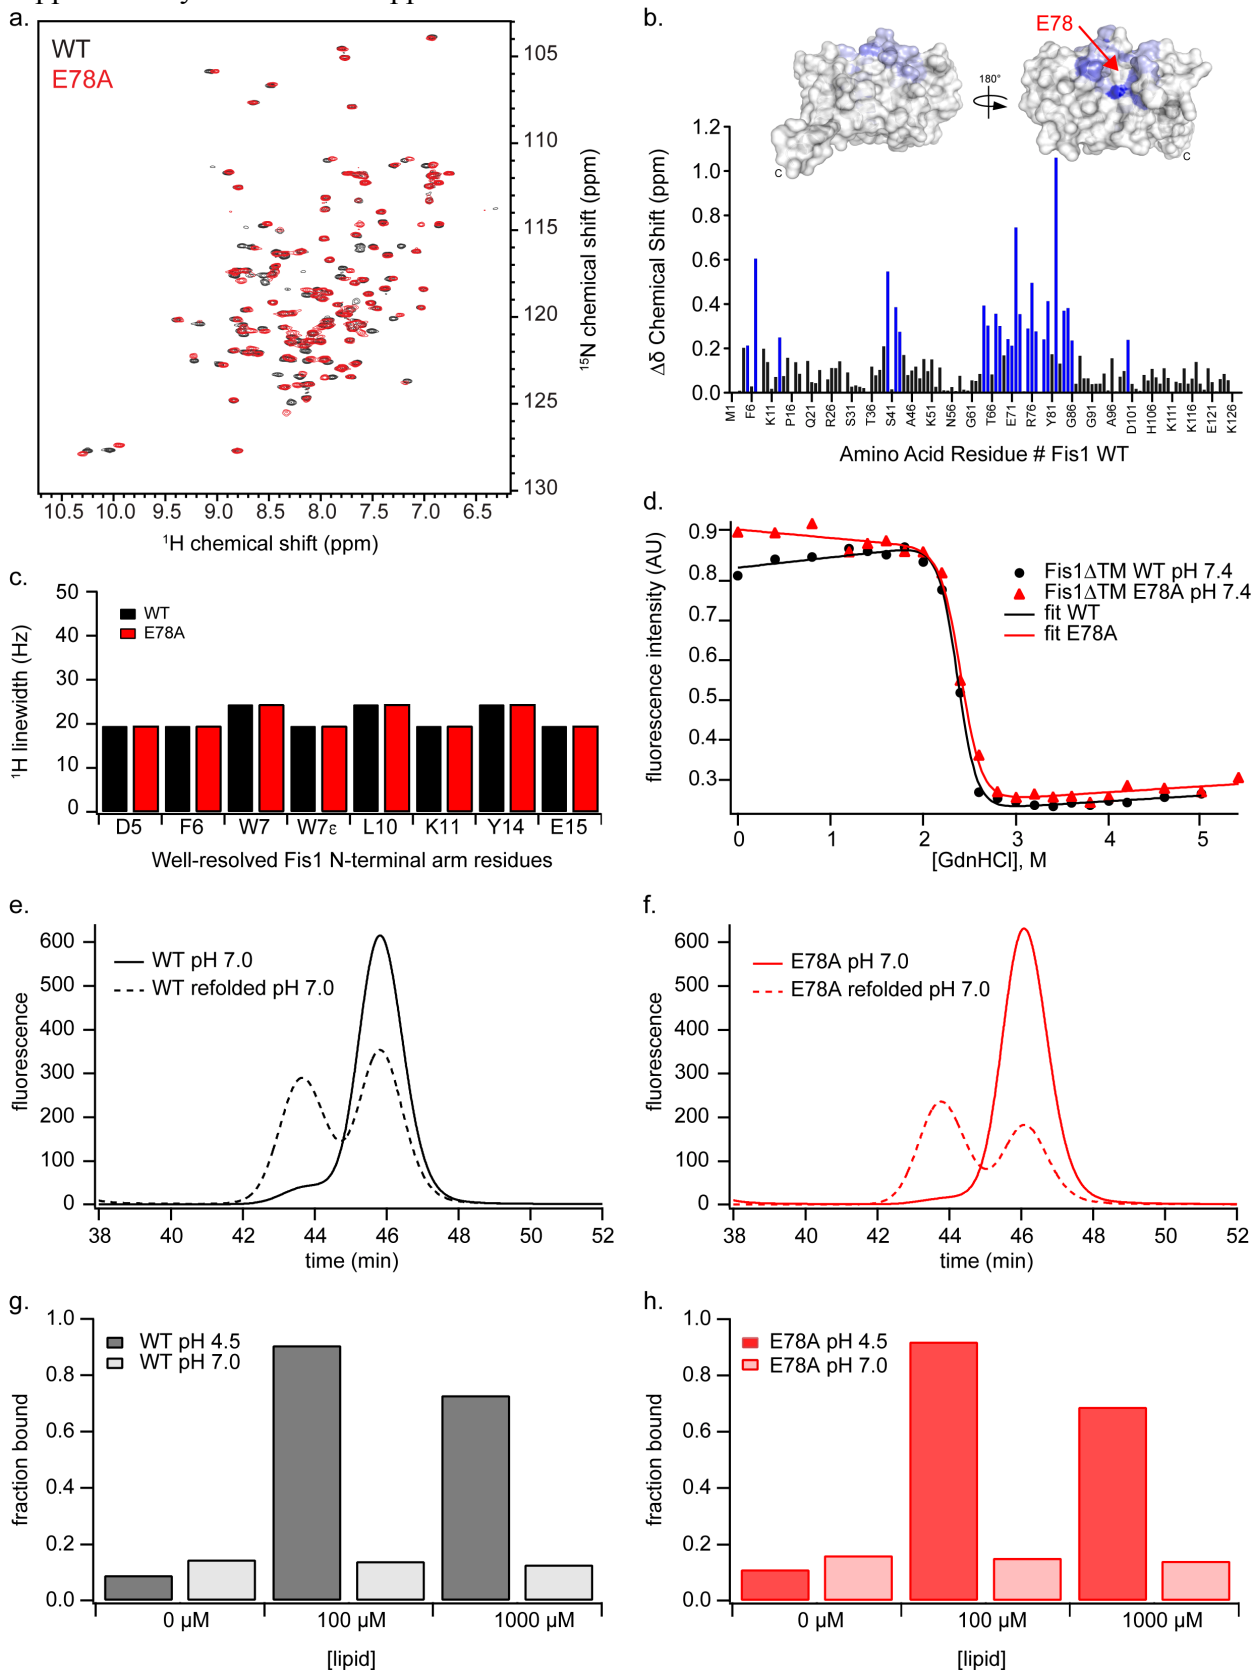 a.
WT
E78A
105
110
115
120
125
130
¹⁵N chemical shift (ppm)
10.5 10.0 9.5 9.0 8.5 8.0 7.5 7.0 6.5
¹H chemical shift (ppm)
b.
E78
180°
C
C
1.2
1.0
0.8
0.6
0.4
0.2
0.0
Δδ Chemical Shift (ppm)
M1 F6 K11 P16 Q21 R26 S31 T36 S41 A46 K51 N56 G61 T66 E71 R76 Y81 G86 G91 A96 D101 H106 K111 K116 E121 K126
Amino Acid Residue # Fis1 WT
c.
50
40
30
20
10
0
¹H linewidth (Hz)
WT
E78A
D5 F6 W7 W7ε L10 K11 Y14 E15
Well-resolved Fis1 N-terminal arm residues
d.
0.9
0.8
0.7
0.6
0.5
0.4
0.3
fluorescence intensity (AU)
Fis1ΔTM WT pH 7.4
Fis1ΔTM E78A pH 7.4
fit WT
fit E78A
0 1 2 3 4 5
[GdnHCl], M
e.
600
500
400
300
200
100
0
fluorescence
WT pH 7.0
WT refolded pH 7.0
38 40 42 44 46 48 50 52
time (min)
f.
600
500
400
300
200
100
0
fluorescence
E78A pH 7.0
E78A refolded pH 7.0
38 40 42 44 46 48 50 52
time (min)
g.
1.0
0.8
0.6
0.4
0.2
0.0
fraction bound
WT pH 4.5
WT pH 7.0
0 µM 100 µM 1000 µM
[lipid]
h.
1.0
0.8
0.6
0.4
0.2
0.0
fraction bound
E78A pH 4.5
E78A pH 7.0
0 µM 100 µM 1000 µM
[lipid]